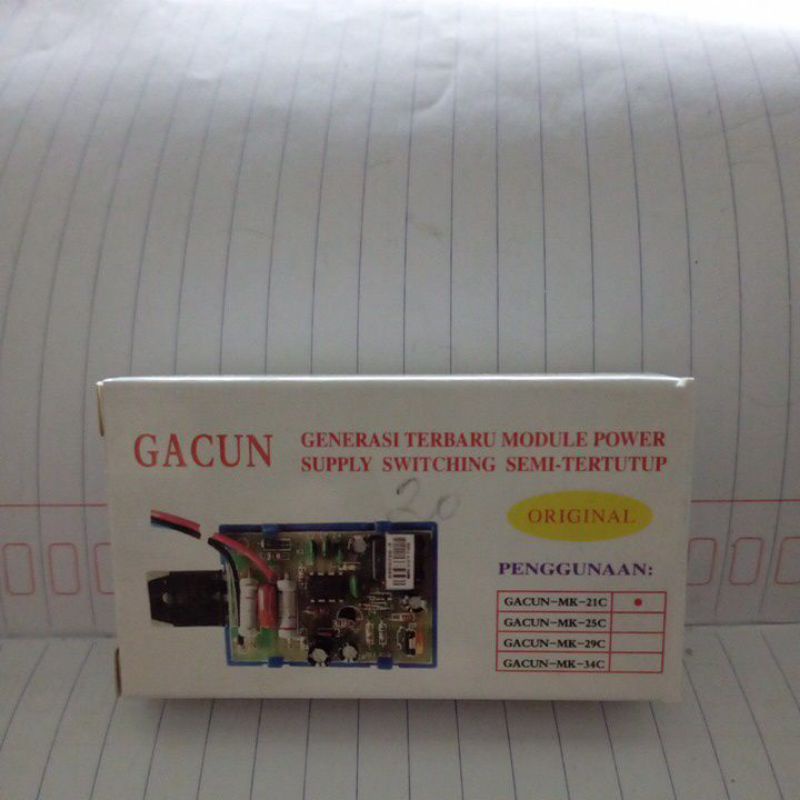 GACUN
GENERASI TERBARU MODULE POWER
SUPPLY SWITCHING SEMI-TERTUTUP
20
ORIGINAL
PENGGUNAAN:
GACUN-MK-21C
GACUN-MK-25C
GACUN-MK-29C
GACUN-MK-34C